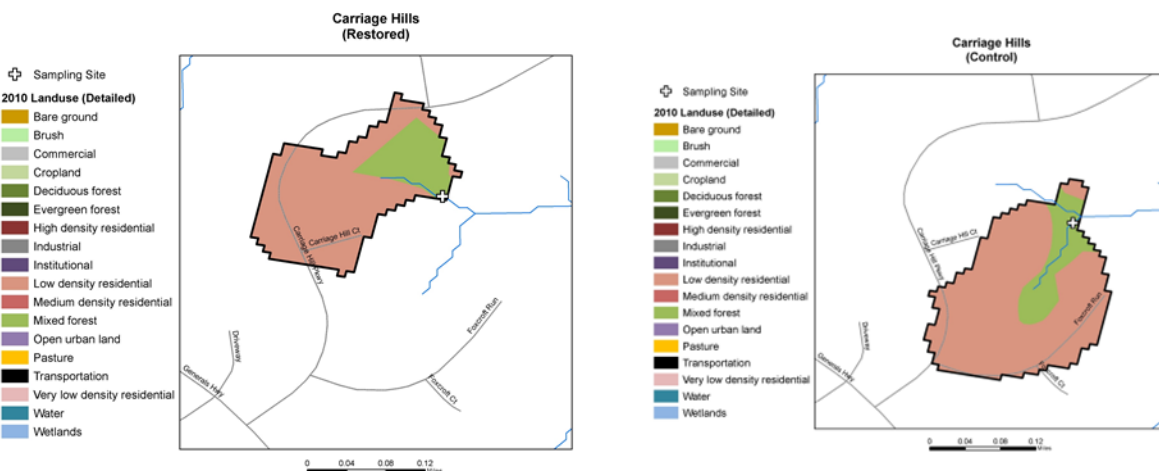 Carriage Hills
(Restored)
Sampling Site
2010 Landuse (Detailed)
Bare ground
Brush
Commercial
Cropland
Deciduous forest
Evergreen forest
High density residential
Industrial
Institutional
Low density residential
Medium density residential
Mixed forest
Open urban land
Pasture
Transportation
Very low density residential
Water
Wetlands
Carriage Hill Ct
Carriage Hill Pkwy
Foxcroft Run
Driveway
Generals Hwy
Foxcroft Ct
0 0.04 0.08 0.12
Miles
Carriage Hills
(Control)
Sampling Site
2010 Landuse (Detailed)
Bare ground
Brush
Commercial
Cropland
Deciduous forest
Evergreen forest
High density residential
Industrial
Institutional
Low density residential
Medium density residential
Mixed forest
Open urban land
Pasture
Transportation
Very low density residential
Water
Wetlands
Carriage Hill Ct
Carriage Hill Pkwy
Foxcroft Run
Driveway
Generals Hwy
Foxcroft Ct
0 0.04 0.08 0.12
Miles